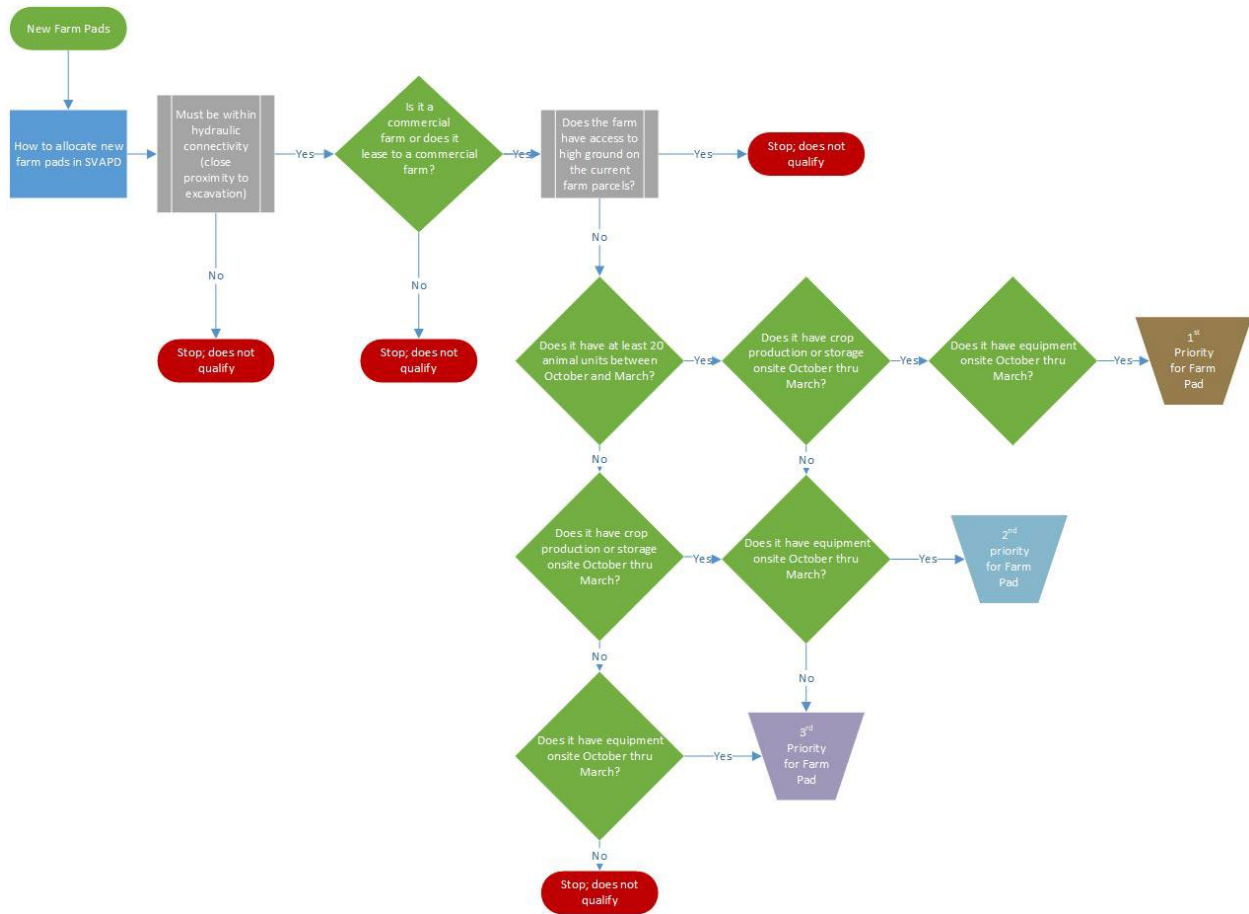 New Farm Pads
How to allocate new
farm pads in SVAPD
Must be within
hydraulic
connectivity
(close
proximity to
excavation)
Yes
Is it a
commercial
farm or does it
lease to a commercial
farm?
Yes
Does the farm
have access to
high ground on
the current
farm parcels?
Yes
Stop; does not
qualify
No
No
No
Stop; does not
qualify
Stop; does not
qualify
Does it have at least 20
animal units between
October and March?
Yes
Does it have crop
production or storage
onsite October thru
March?
Yes
Does it have equipment
onsite October thru
March?
Yes
1st
Priority
for Farm
Pad
No
No
Does it have crop
production or storage
onsite October thru
March?
Yes
Does it have equipment
onsite October thru
March?
Yes
2nd
priority
for Farm
Pad
No
No
Does it have equipment
onsite October thru
March?
Yes
3rd
Priority
for Farm
Pad
No
Stop; does not
qualify